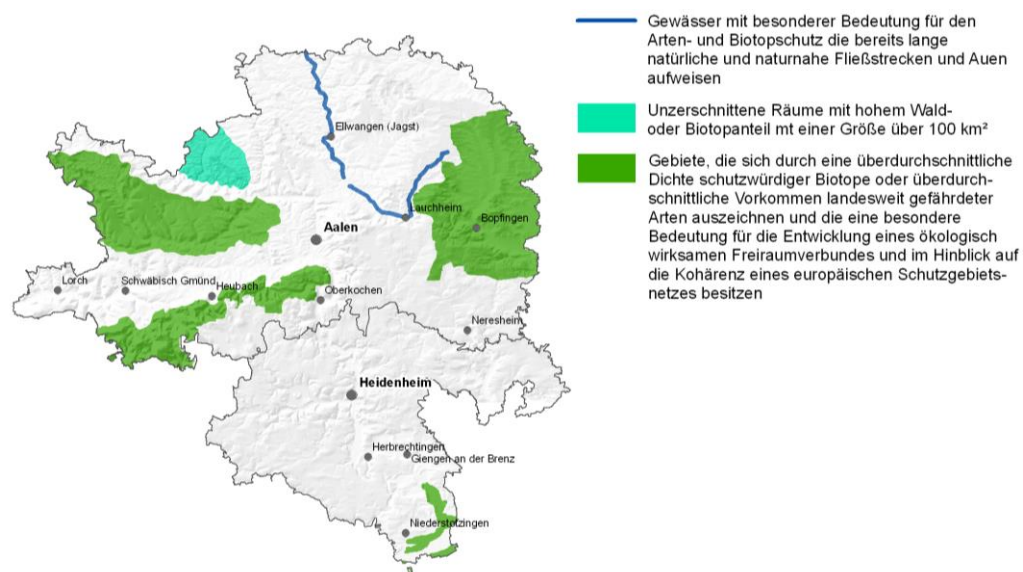 Gewässer mit besonderer Bedeutung für den
Arten- und Biotopschutz die bereits lange
natürliche und naturnahe Fließstrecken und Auen
aufweisen
Unzerschnittene Räume mit hohem Wald-
oder Biotopanteil mt einer Größe über 100 km²
Gebiete, die sich durch eine überdurchschnittliche
Dichte schutzwürdiger Biotope oder überdurch-
schnittliche Vorkommen landesweit gefährdeter
Arten auszeichnen und die eine besondere
Bedeutung für die Entwicklung eines ökologisch
wirksamen Freiraumverbundes und im Hinblick auf
die Kohärenz eines europäischen Schutzgebiets-
netzes besitzen
Ellwangen (Jagst)
Lauchheim
Bopfingen
Aalen
Lorch
Schwäbisch Gmünd
Heubach
Oberkochen
Neresheim
Heidenheim
Herbrechtingen
Giengen an der Brenz
Niederstotzingen